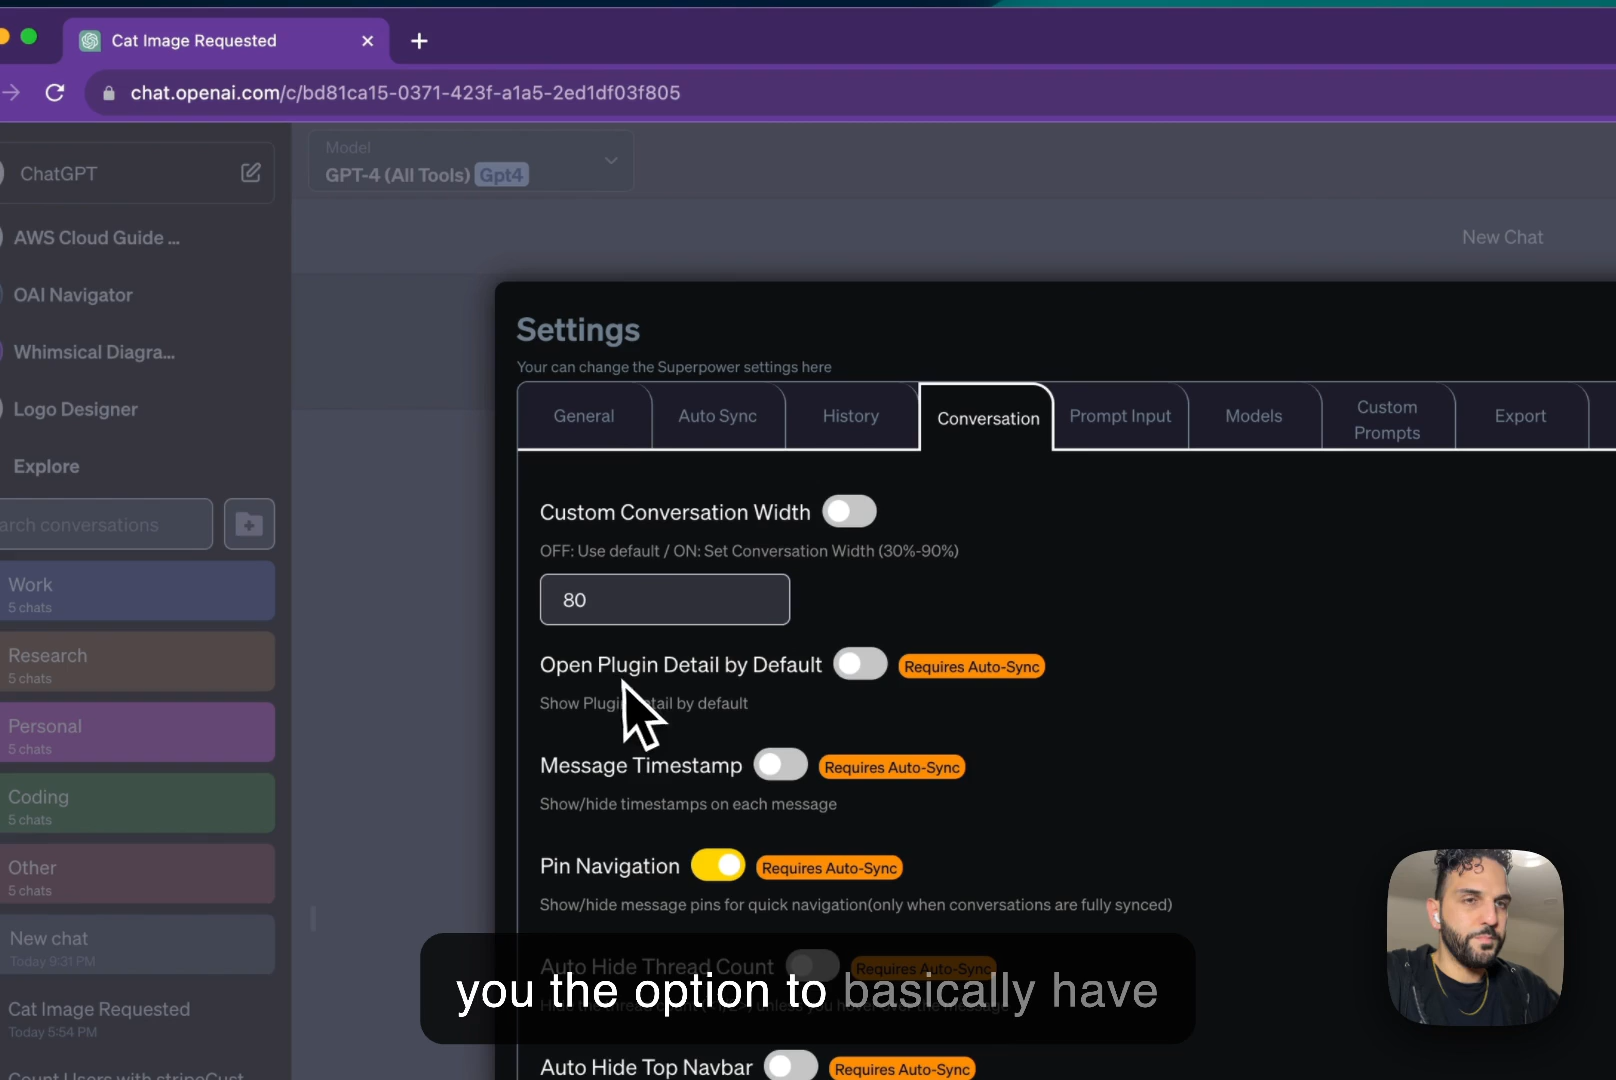 Cat Image Requested
chat.openai.com/c/bd81ca15-0371-423f-a1a5-2ed1df03f805
ChatGPT
Model
GPT-4 (All Tools) Gpt4
AWS Cloud Guide ...
New Chat
OAI Navigator
Whimsical Diagra...
Logo Designer
Explore
arch conversations
Work
5 chats
Research
5 chats
Personal
5 chats
Coding
5 chats
Other
5 chats
New chat
Today 9:31 PM
Cat Image Requested
Today 5:54 PM
Count Users with stripeCust
Settings
Your can change the Superpower settings here
General
Auto Sync
History
Conversation
Prompt Input
Models
Custom
Prompts
Export
Custom Conversation Width
OFF: Use default / ON: Set Conversation Width (30%-90%)
80
Open Plugin Detail by Default Requires Auto-Sync
Show Plugi tail by default
Message Timestamp Requires Auto-Sync
Show/hide timestamps on each message
Pin Navigation Requires Auto-Sync
Show/hide message pins for quick navigation(only when conversations are fully synced)
Auto Hide Thread Count Requires Auto-Sync
you the option to basically have
Auto Hide Top Navbar Requires Auto-Sync